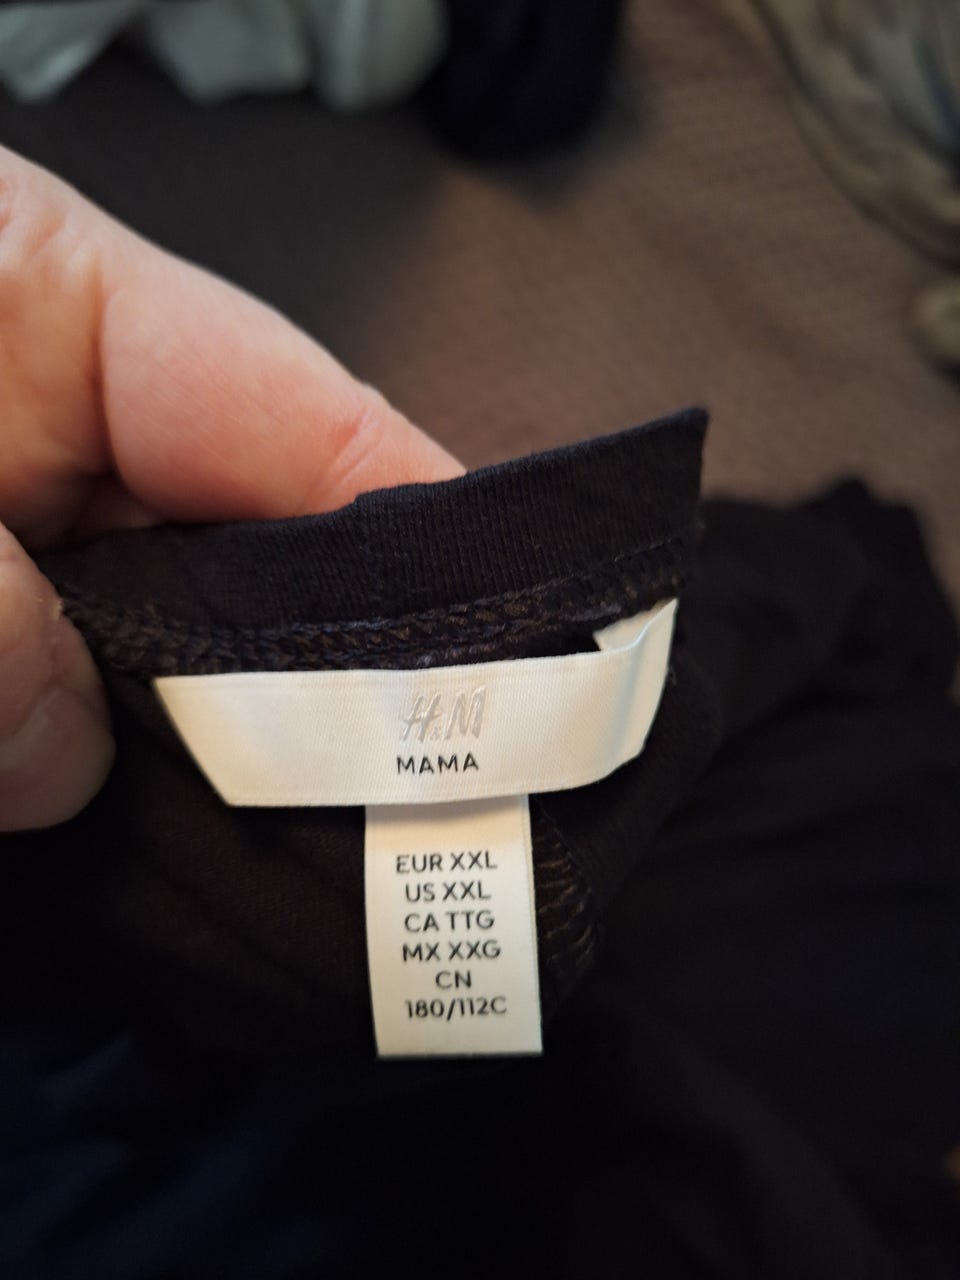 H&M
MAMA
EUR XXL
US XXL
CA TTG
MX XXG
CN
180/112C